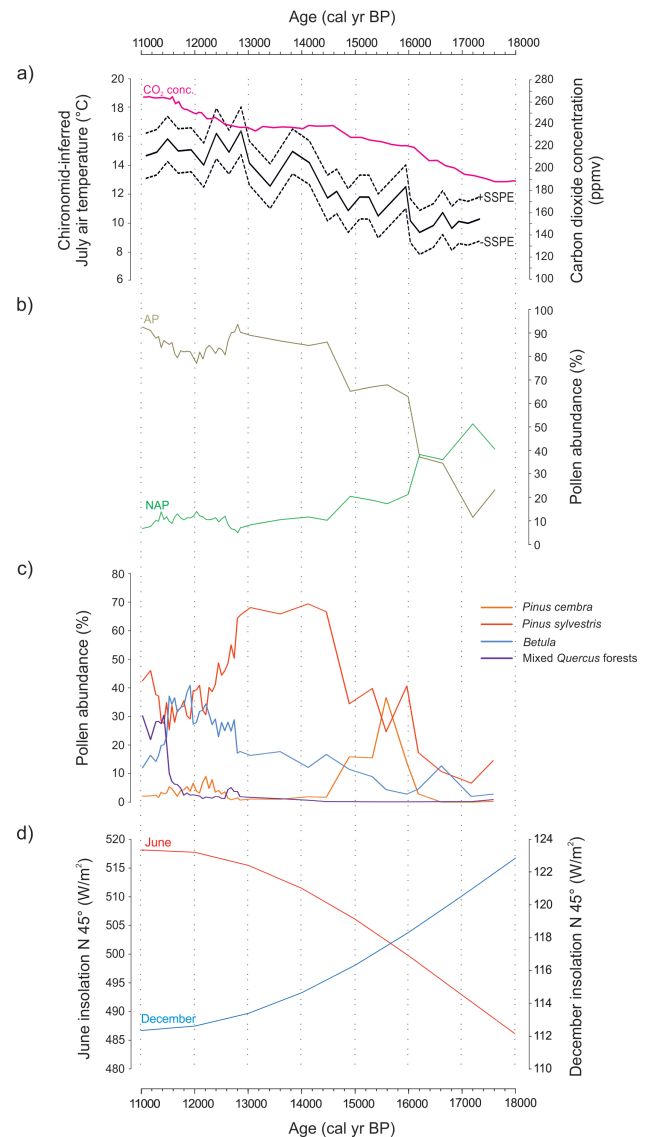 Age (cal yr BP)
11000 12000 13000 14000 15000 16000 17000 18000
a)
Chironomid-inferred
July air temperature (°C)
20
18
16
14
12
10
8
6
CO2 conc.
+SSPE
-SSPE
280
260
240
220
200
180
160
140
120
100
Carbon dioxide concentration
(ppmv)
b)
AP
NAP
100
90
80
70
60
50
40
30
20
10
0
Pollen abundance (%)
c)
Pollen abundance (%)
80
70
60
50
40
30
20
10
0
Pinus cembra
Pinus sylvestris
Betula
Mixed Quercus forests
d)
June insolation N 45° (W/m²)
520
515
510
505
500
495
490
485
480
June
December
124
122
120
118
116
114
112
110
December insolation N 45° (W/m²)
11000 12000 13000 14000 15000 16000 17000 18000
Age (cal yr BP)